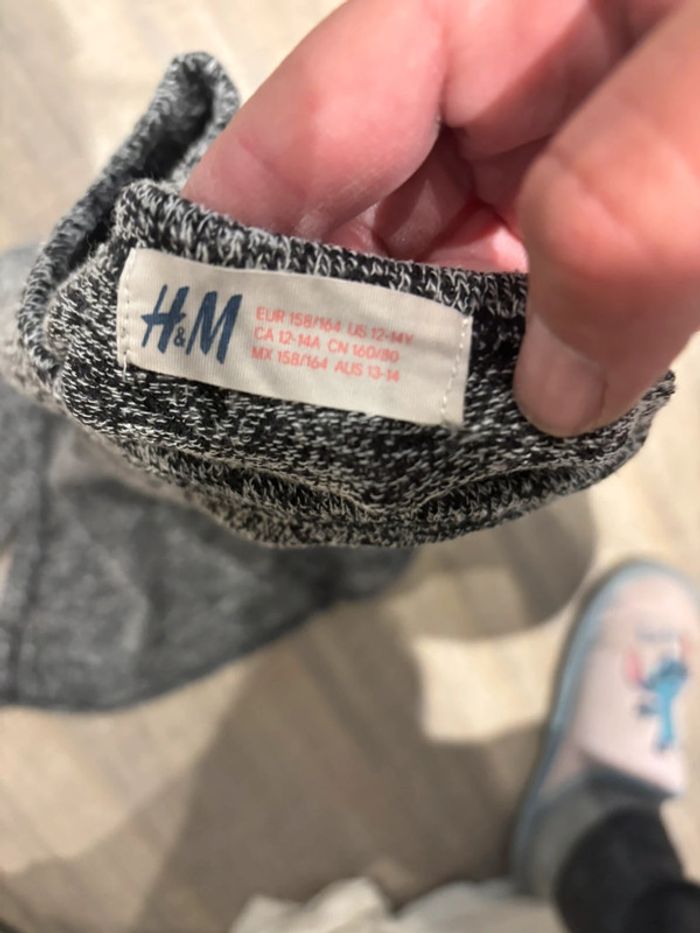 H&M
EUR 158/164 US 12-14Y
CA 12-14A CN 160/80
MX 158/164 AUS 13-14